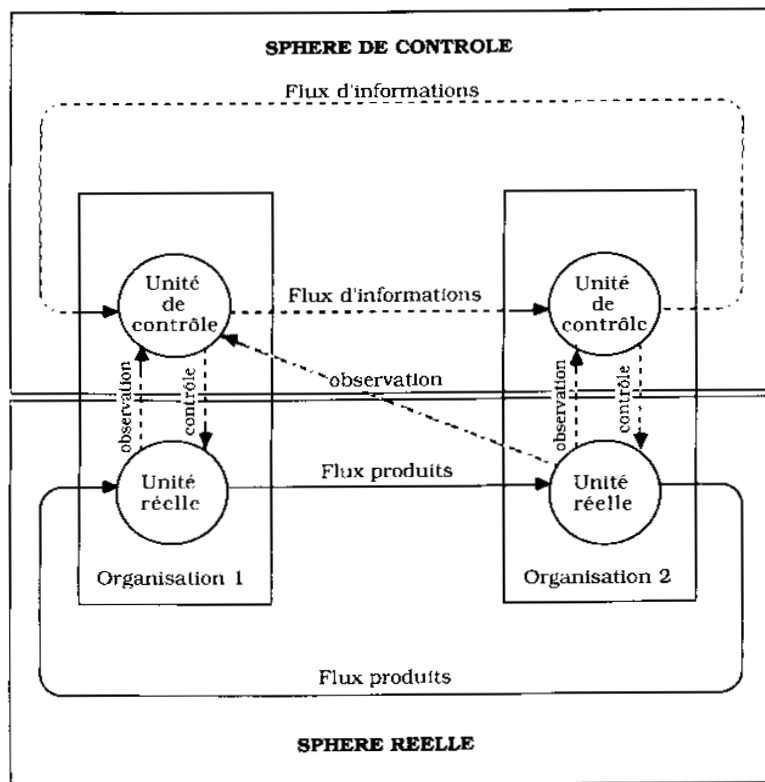 SPHERE DE CONTROLE
Flux d'informations
Unité
de
contrôle
Flux d'informations
Unité
de
contrôle
observation
contrôle
observation
observation
contrôle
Unité
réelle
Flux produits
Unité
réelle
Organisation 1
Organisation 2
Flux produits
SPHERE REELLE